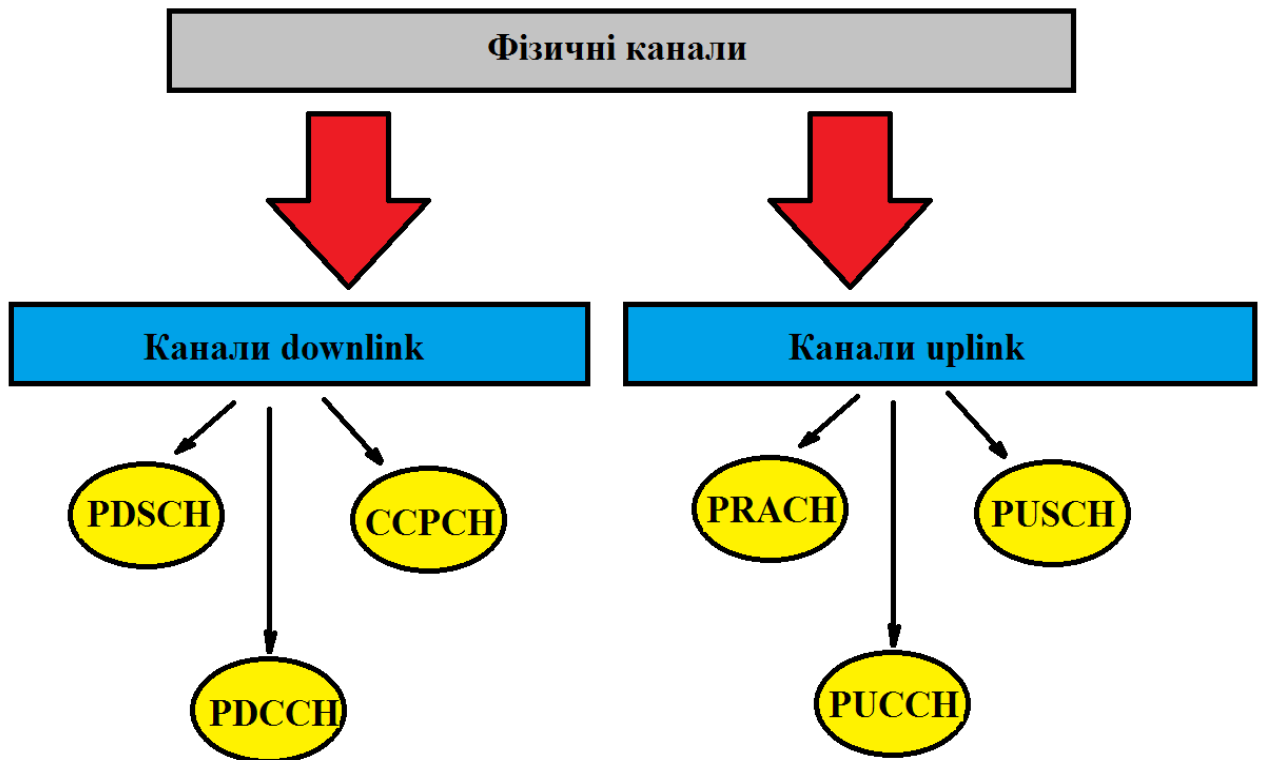 Фізичні канали
Канали downlink
Канали uplink
PDSCH
CCPCH
PRACH
PUSCH
PDCCH
PUCCH